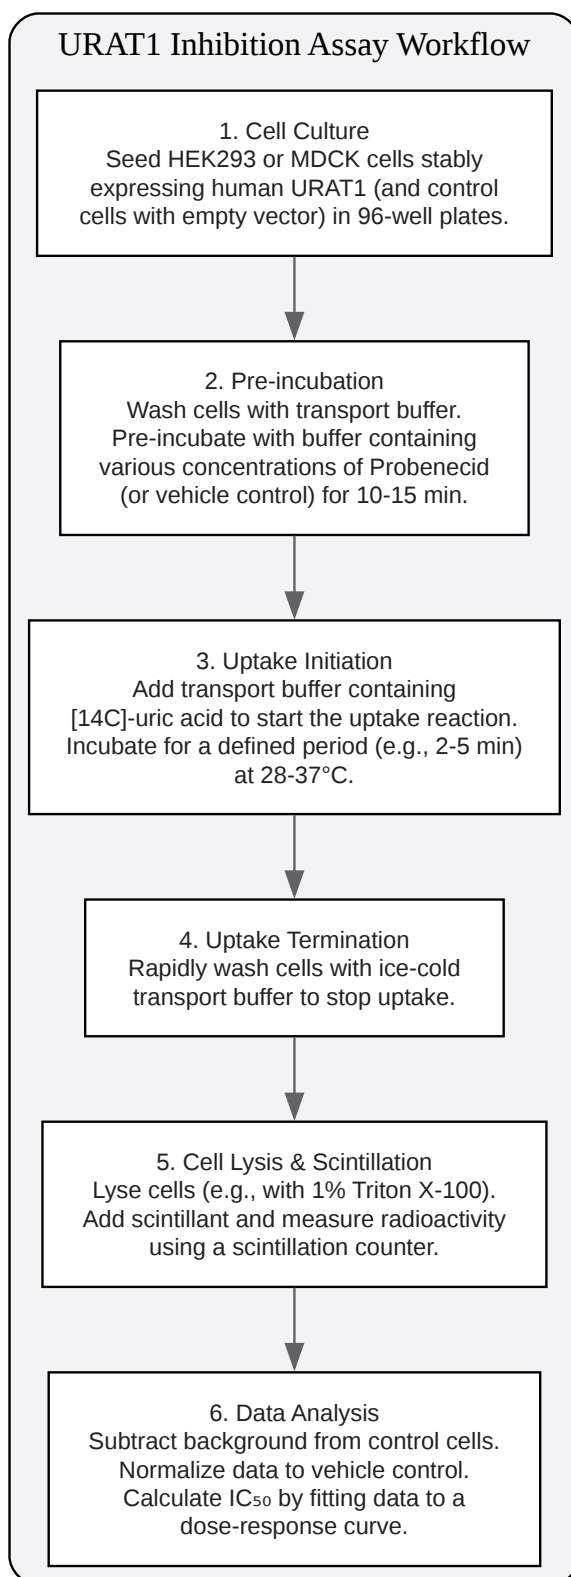 URAT1 Inhibition Assay Workflow
1. Cell Culture
Seed HEK293 or MDCK cells stably
expressing human URAT1 (and control
cells with empty vector) in 96-well plates.
2. Pre-incubation
Wash cells with transport buffer.
Pre-incubate with buffer containing
various concentrations of Probenecid
(or vehicle control) for 10-15 min.
3. Uptake Initiation
Add transport buffer containing
[14C]-uric acid to start the uptake reaction.
Incubate for a defined period (e.g., 2-5 min)
at 28-37°C.
4. Uptake Termination
Rapidly wash cells with ice-cold
transport buffer to stop uptake.
5. Cell Lysis & Scintillation
Lyse cells (e.g., with 1% Triton X-100).
Add scintillant and measure radioactivity
using a scintillation counter.
6. Data Analysis
Subtract background from control cells.
Normalize data to vehicle control.
Calculate IC₅₀ by fitting data to a
dose-response curve.